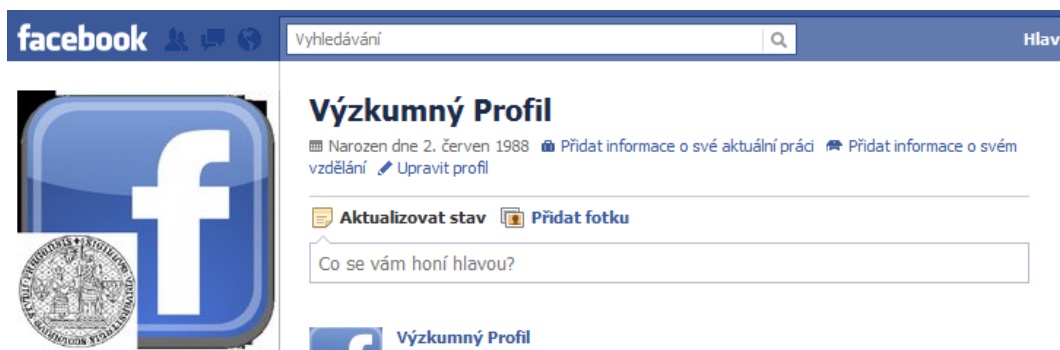 facebook
Vyhledávání
Hlav
Výzkumný Profil
Narozen dne 2. červen 1988 Přidat informace o své aktuální práci Přidat informace o svém
vzdělání Upravit profil
Aktualizovat stav Přidat fotku
Co se vám honí hlavou?
Výzkumný Profil